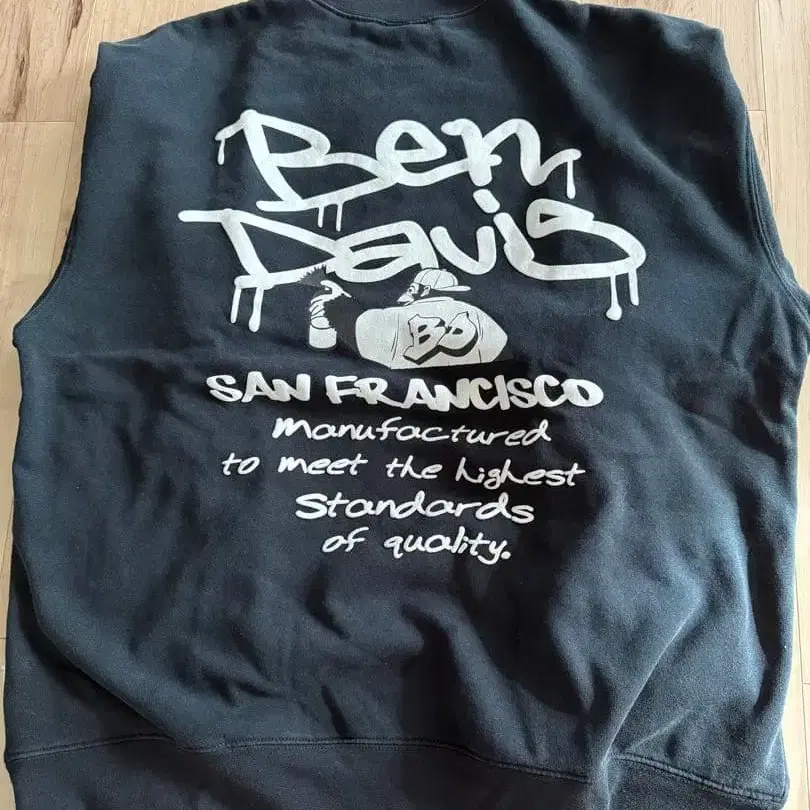 Ben
Davis
BD
SAN FRANCISCO
manufactured
to meet the highest
Standards
of quality.